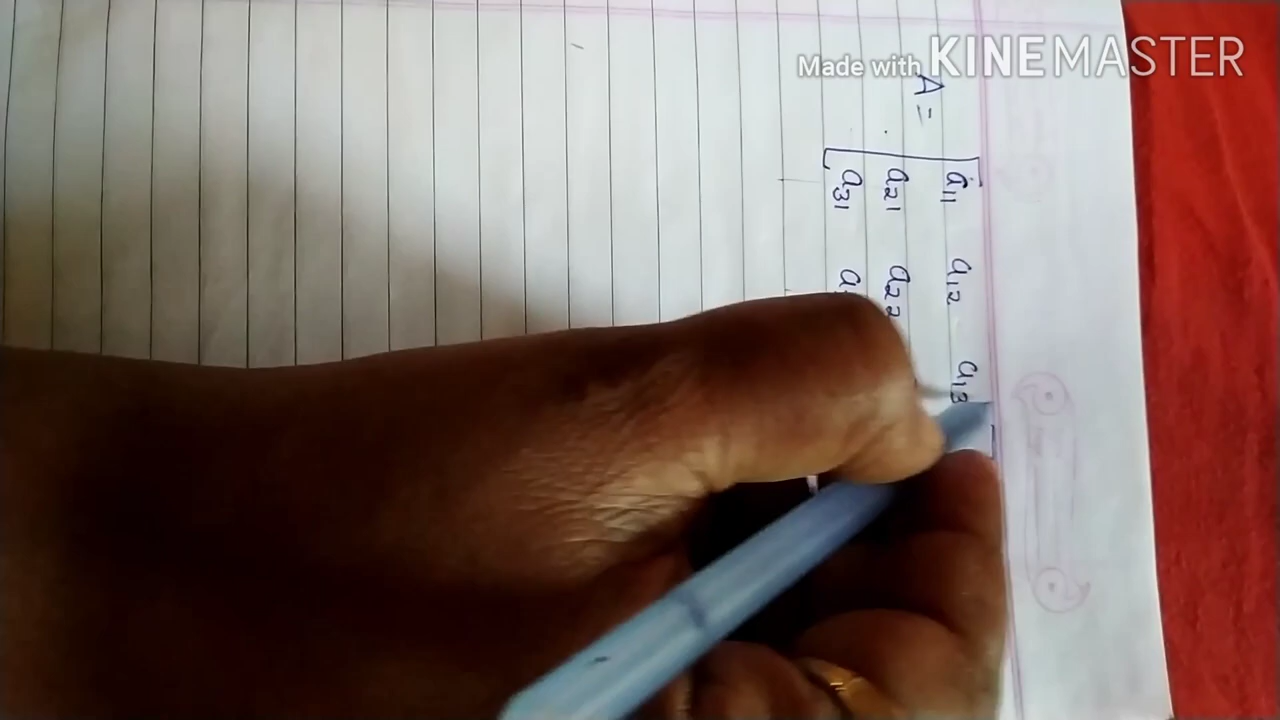 Made with KINEMASTER
A =
a11 a12 a13
a21 a22
a31